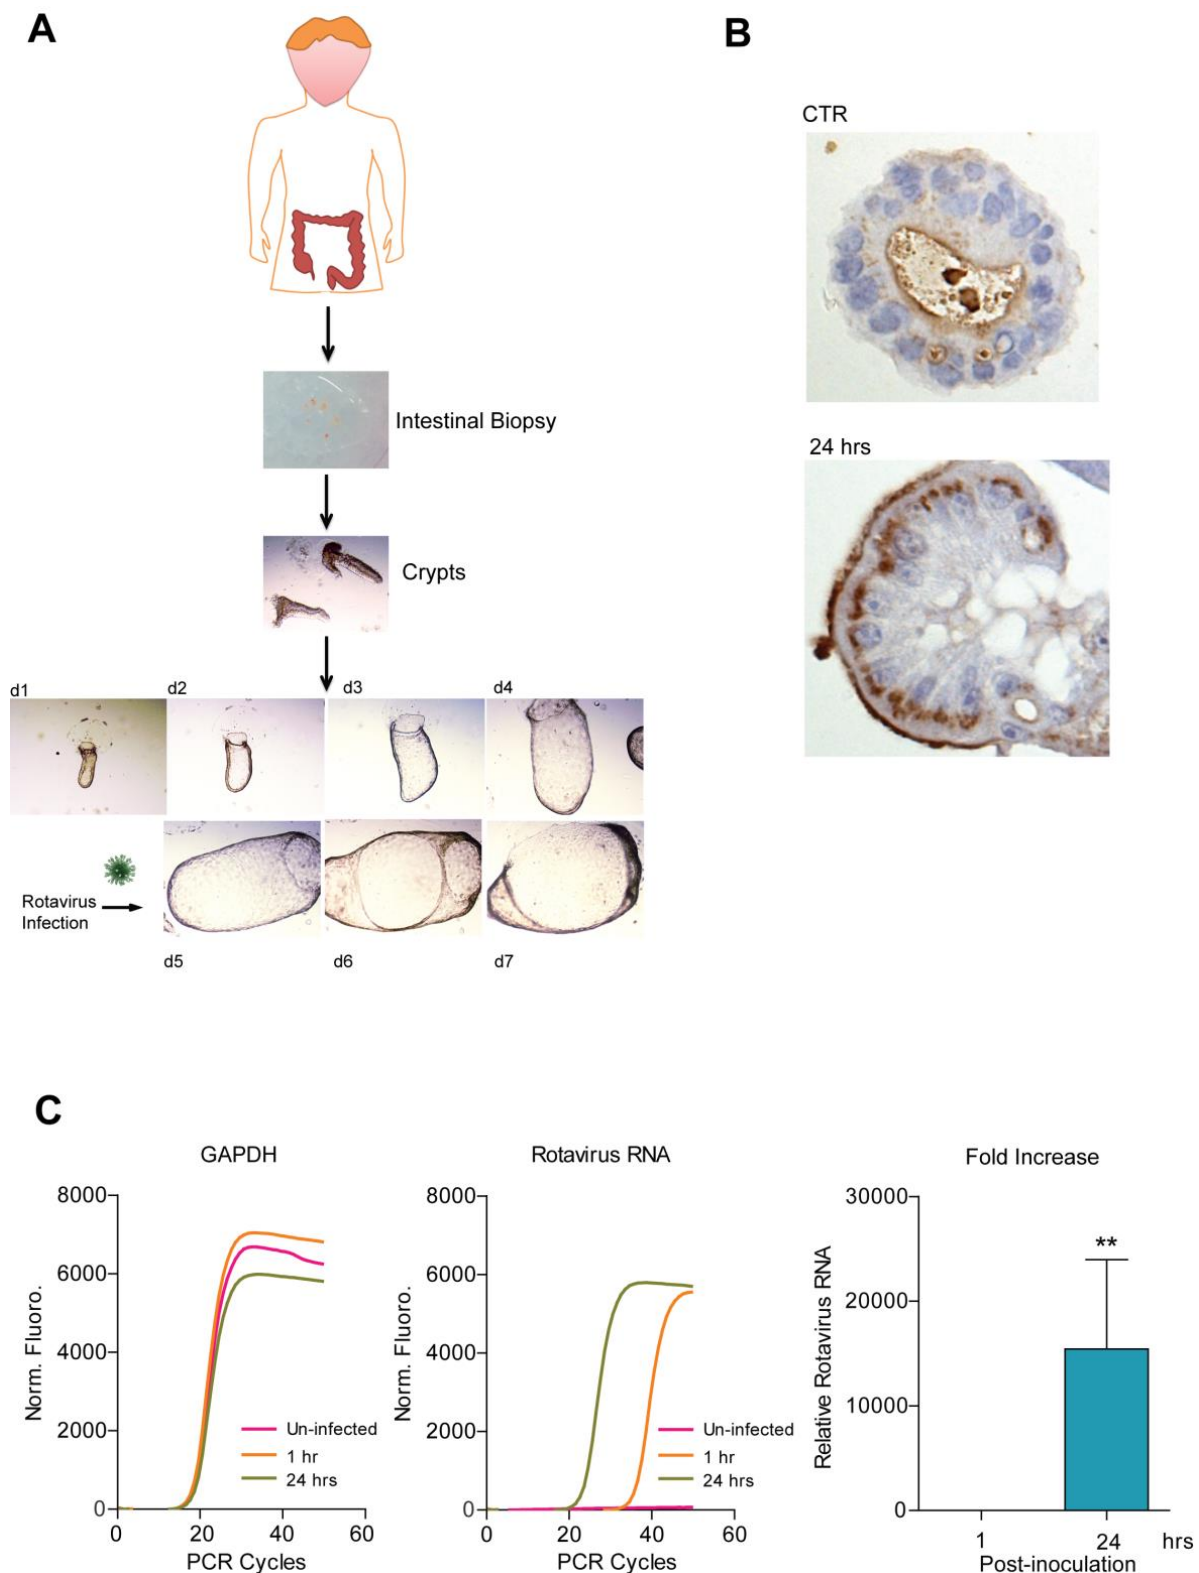 A
Intestinal Biopsy
Crypts
d1
d2
d3
d4
Rotavirus
Infection
d5
d6
d7
B
CTR
24 hrs
C
GAPDH
Norm. Fluoro.
8000
6000
4000
2000
0
0
20
40
60
PCR Cycles
Un-infected
1 hr
24 hrs
Rotavirus RNA
Norm. Fluoro.
8000
6000
4000
2000
0
0
20
40
60
PCR Cycles
Un-infected
1 hr
24 hrs
Fold Increase
Relative Rotavirus RNA
30000
20000
10000
0
**
1
24
hrs
Post-inoculation